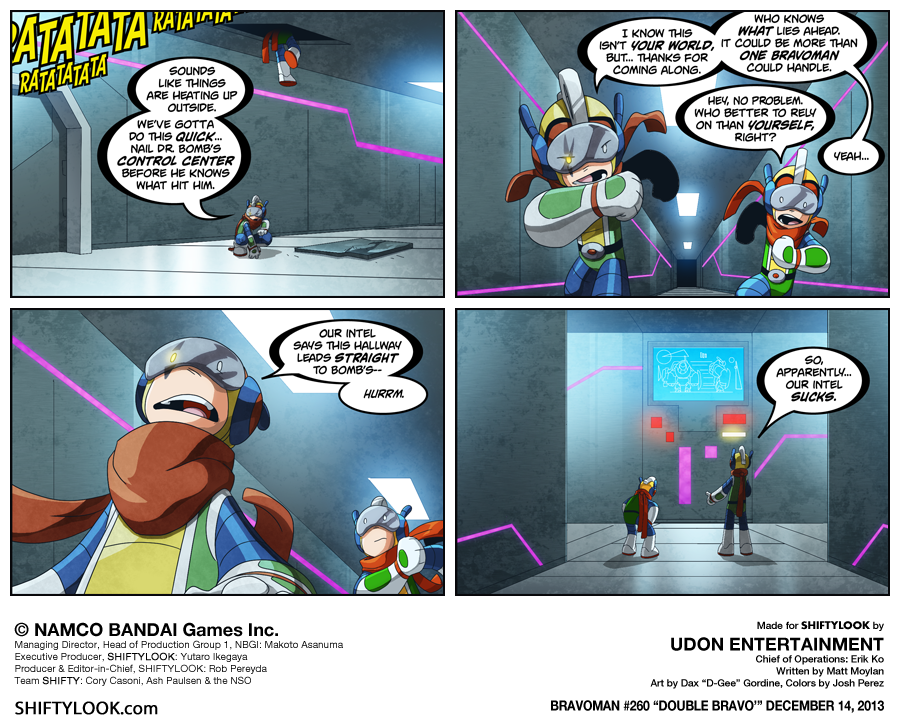 RATATATA
RATATATA
RATATATATA
SOUNDS
LIKE THINGS
ARE HEATING UP
OUTSIDE.
WE'VE GOTTA
DO THIS QUICK...
NAIL DR. BOMB'S
CONTROL CENTER
BEFORE HE KNOWS
WHAT HIT HIM.
I KNOW THIS
ISN'T YOUR WORLD,
BUT... THANKS FOR
COMING ALONG.
WHO KNOWS
WHAT LIES AHEAD.
IT COULD BE MORE THAN
ONE BRAVOMAN
COULD HANDLE.
HEY, NO PROBLEM.
WHO BETTER TO RELY
ON THAN YOURSELF,
RIGHT?
YEAH...
OUR INTEL
SAYS THIS HALLWAY
LEADS STRAIGHT
TO BOMB'S--
HURRM.
SO,
APPARENTLY...
OUR INTEL
SUCKS.
© NAMCO BANDAI Games Inc.
Managing Director, Head of Production Group 1, NBGI: Makoto Asanuma
Executive Producer, SHIFTYLOOK: Yutaro Ikegaya
Producer & Editor-in-Chief, SHIFTYLOOK: Rob Pereyda
Team SHIFTY: Cory Casoni, Ash Paulsen & the NSO
SHIFTYLOOK.com
Made for SHIFTYLOOK by
UDON ENTERTAINMENT
Chief of Operations: Erik Ko
Written by Matt Moylan
Art by Dax “D-Gee” Gordine, Colors by Josh Perez
BRAVOMAN #260 “DOUBLE BRAVO’” DECEMBER 14, 2013